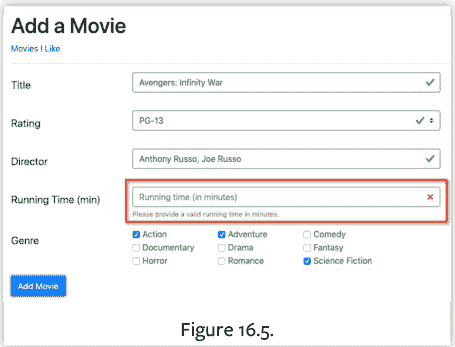 Add a Movie
Movies I Like
Title Avengers: Infinity War
Rating PG-13
Director Anthony Russo, Joe Russo
Running Time (min) Running time (in minutes)
Please provide a valid running time in minutes.
Genre Action Adventure Comedy
Documentary Drama Fantasy
Horror Romance Science Fiction
Add Movie
Figure 16.5.